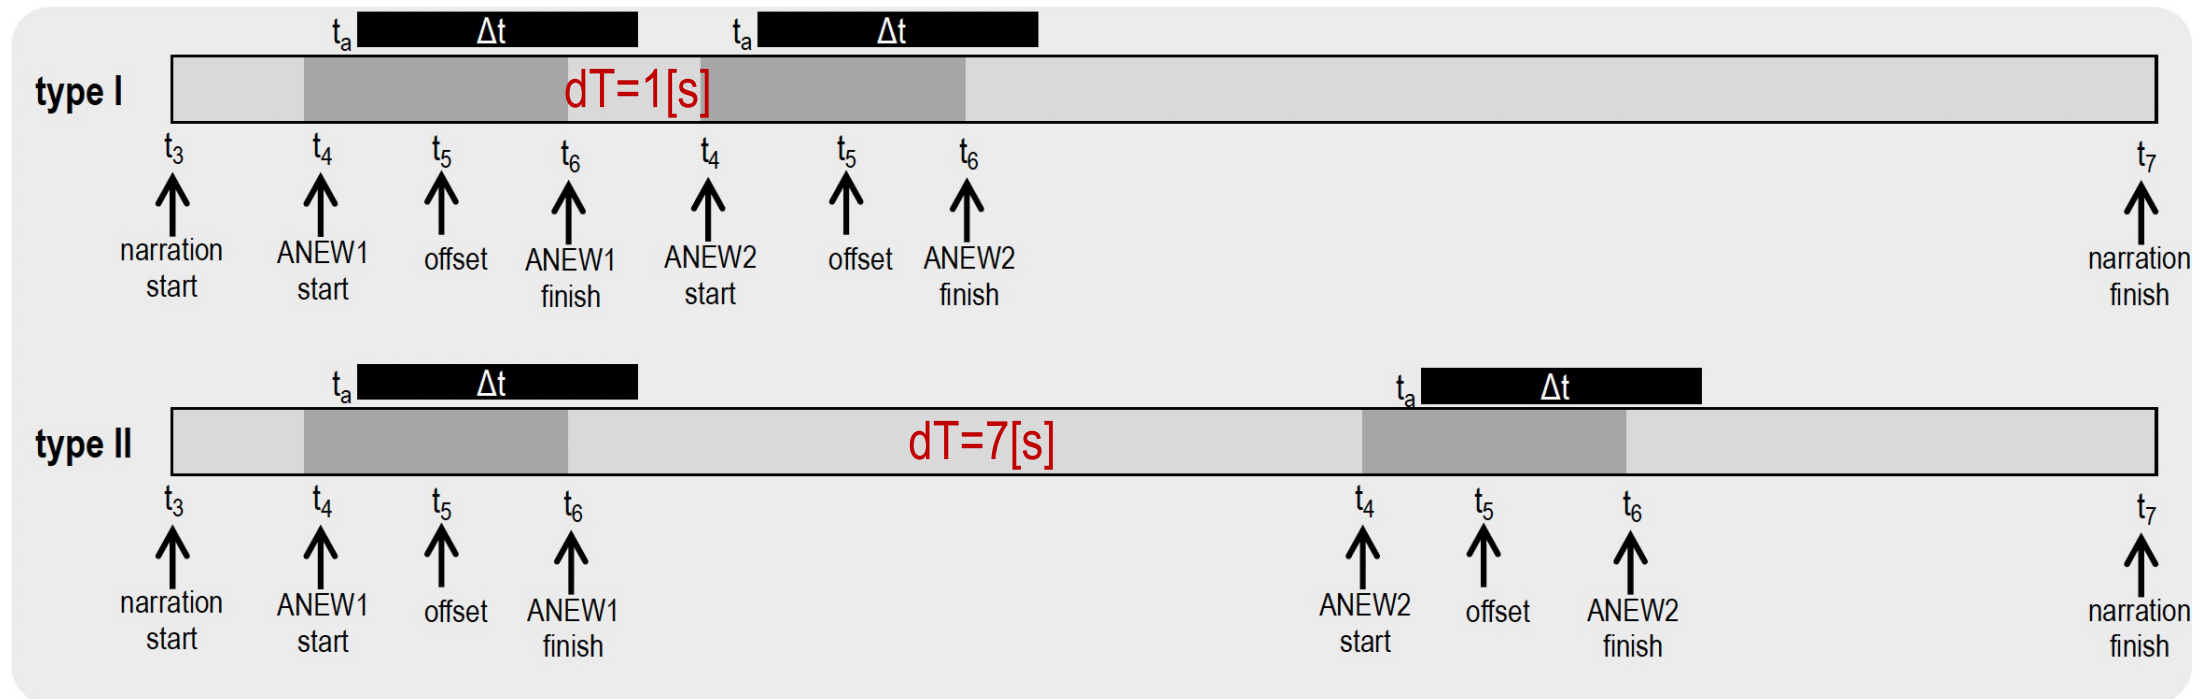 ta Δt ta Δt
type I dT=1[s]
t3 t4 t5 t6 t4 t5 t6 t7
narration start
ANEW1 start
offset
ANEW1 finish
ANEW2 start
offset
ANEW2 finish
narration finish
ta Δt ta Δt
type II dT=7[s]
t3 t4 t5 t6 t4 t5 t6 t7
narration start
ANEW1 start
offset
ANEW1 finish
ANEW2 start
offset
ANEW2 finish
narration finish